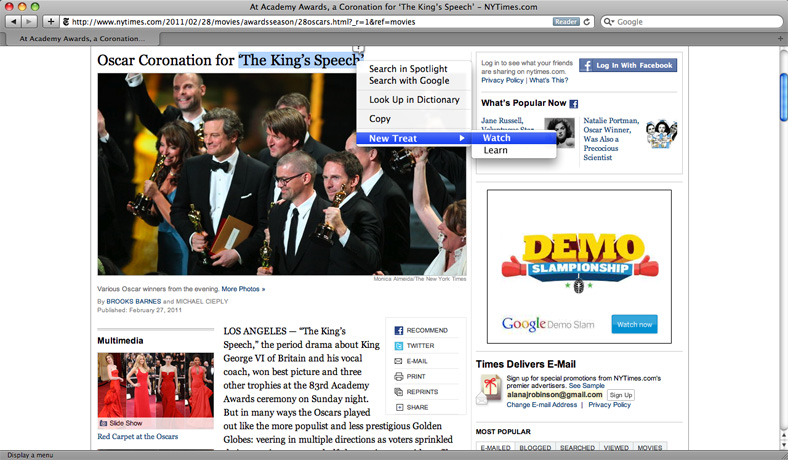 At Academy Awards, a Coronation for 'The King's Speech' – NYTimes.com
http://www.nytimes.com/2011/02/28/movies/awardsseason/28oscars.html?_r=1&ref=movies
Reader
Google
At Academy Awards, a Coronation...
Oscar Coronation for ‘The King’s Speech’
Search in Spotlight
Search with Google
Look Up in Dictionary
Copy
New Treat
Watch
Learn
Monica Almeida/The New York Times
Various Oscar winners from the evening. More Photos »
By BROOKS BARNES and MICHAEL CIEPLY
Published: February 27, 2011
Multimedia
Slide Show
Red Carpet at the Oscars
LOS ANGELES — “The King’s
Speech,” the period drama about King
George VI of Britain and his vocal
coach, won best picture and three
other trophies at the 83rd Academy
Awards ceremony on Sunday night.
But in many ways the Oscars played
out like the more populist and less prestigious Golden
Globes: veering in multiple directions as voters sprinkled
RECOMMEND
TWITTER
E-MAIL
PRINT
REPRINTS
SHARE
Log in to see what your friends
are sharing on nytimes.com.
Privacy Policy | What's This?
Log In With Facebook
What's Popular Now
Jane Russell,
Natalie Portman,
Oscar Winner,
Was Also a
Precocious
Scientist
DEMO
SLAMPIONSHIP
Google Demo Slam
Watch now
Times Delivers E-Mail
Sign up for special promotions from NYTimes.com's
premier advertisers. See Sample
alanajrobinson@gmail.com
Sign Up
Change E-mail Address | Privacy Policy
MOST POPULAR
E-MAILED
BLOGGED
SEARCHED
VIEWED
MOVIES
Display a menu